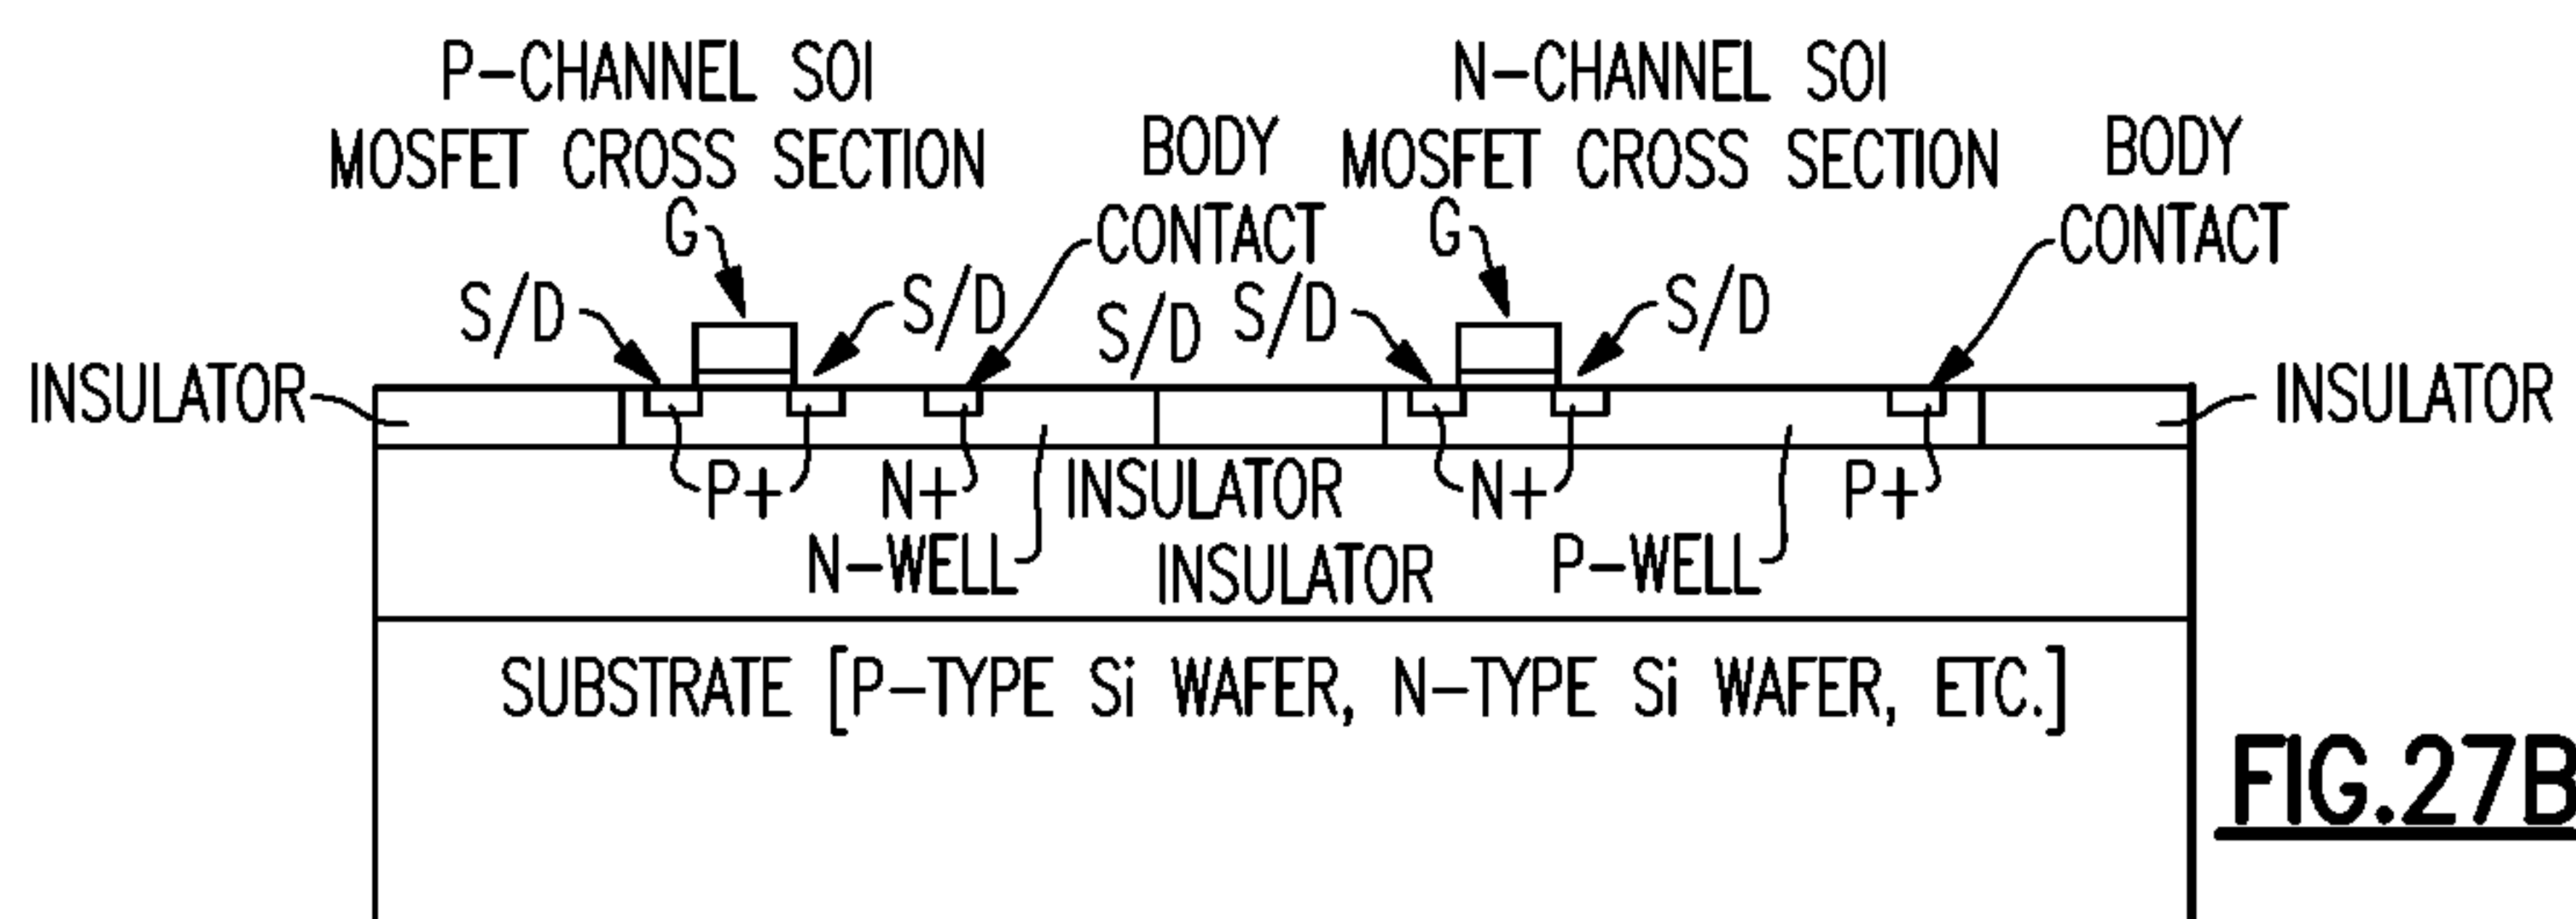 P-CHANNEL SOI
MOSFET CROSS SECTION
N-CHANNEL SOI
MOSFET CROSS SECTION
BODY
CONTACT
BODY
CONTACT
G
G
S/D
S/D
S/D
S/D
S/D
INSULATOR
INSULATOR
P+
N+
INSULATOR
N+
P+
N-WELL
INSULATOR
P-WELL
SUBSTRATE [P-TYPE Si WAFER, N-TYPE Si WAFER, ETC.]
FIG.27B